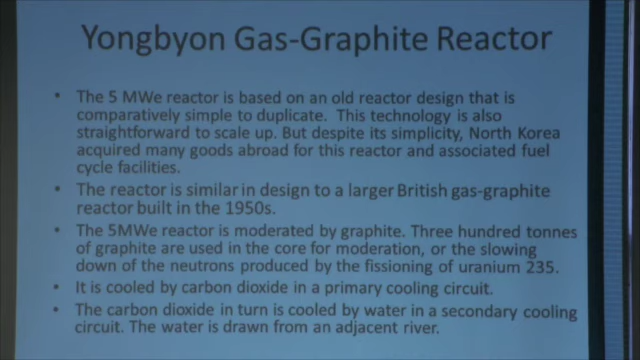 Yongbyon Gas-Graphite Reactor
• The 5 MWe reactor is based on an old reactor design that is
comparatively simple to duplicate. This technology is also
straightforward to scale up. But despite its simplicity, North Korea
acquired many goods abroad for this reactor and associated fuel
cycle facilities.
• The reactor is similar in design to a larger British gas-graphite
reactor built in the 1950s.
• The 5MWe reactor is moderated by graphite. Three hundred tonnes
of graphite are used in the core for moderation, or the slowing
down of the neutrons produced by the fissioning of uranium 235.
• It is cooled by carbon dioxide in a primary cooling circuit.
• The carbon dioxide in turn is cooled by water in a secondary cooling
circuit. The water is drawn from an adjacent river.